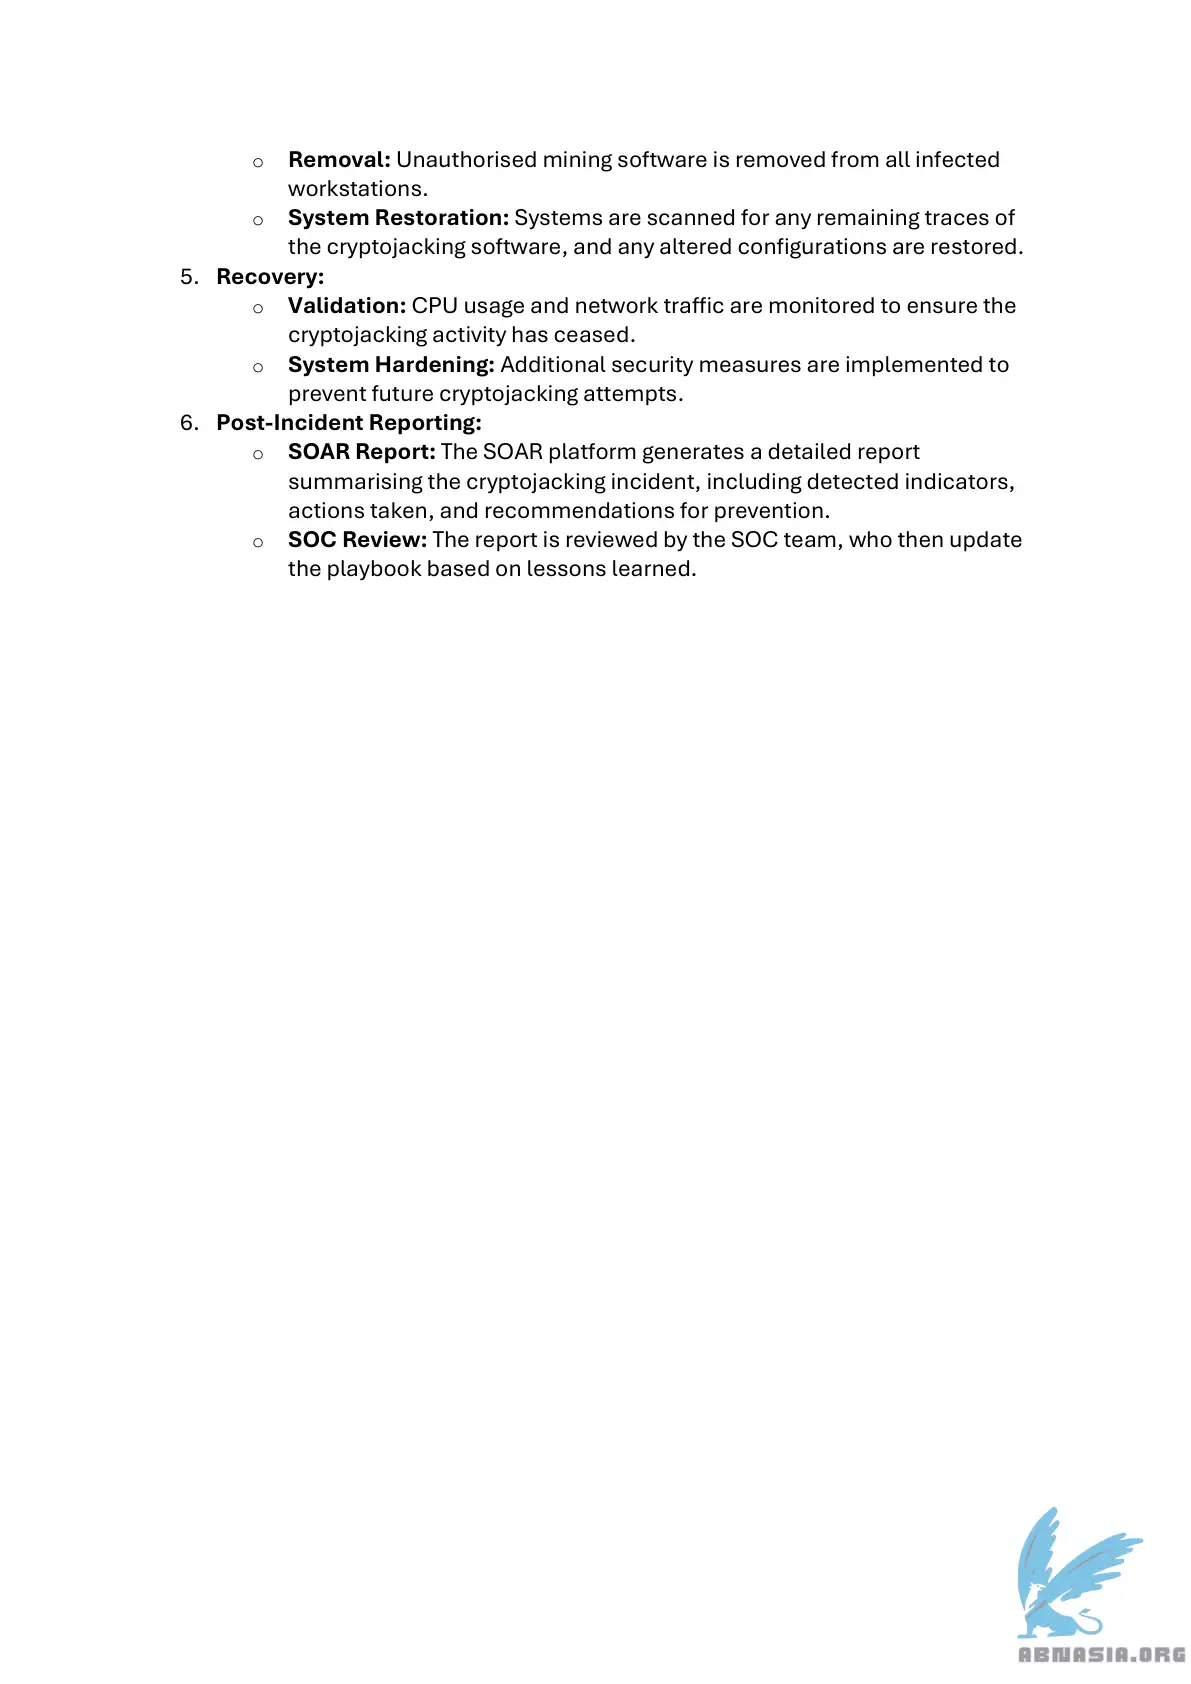 o Removal: Unauthorised mining software is removed from all infected
workstations.
o System Restoration: Systems are scanned for any remaining traces of
the cryptojacking software, and any altered configurations are restored.
5. Recovery:
o Validation: CPU usage and network traffic are monitored to ensure the
cryptojacking activity has ceased.
o System Hardening: Additional security measures are implemented to
prevent future cryptojacking attempts.
6. Post-Incident Reporting:
o SOAR Report: The SOAR platform generates a detailed report
summarising the cryptojacking incident, including detected indicators,
actions taken, and recommendations for prevention.
o SOC Review: The report is reviewed by the SOC team, who then update
the playbook based on lessons learned.
ABNASIA.ORG